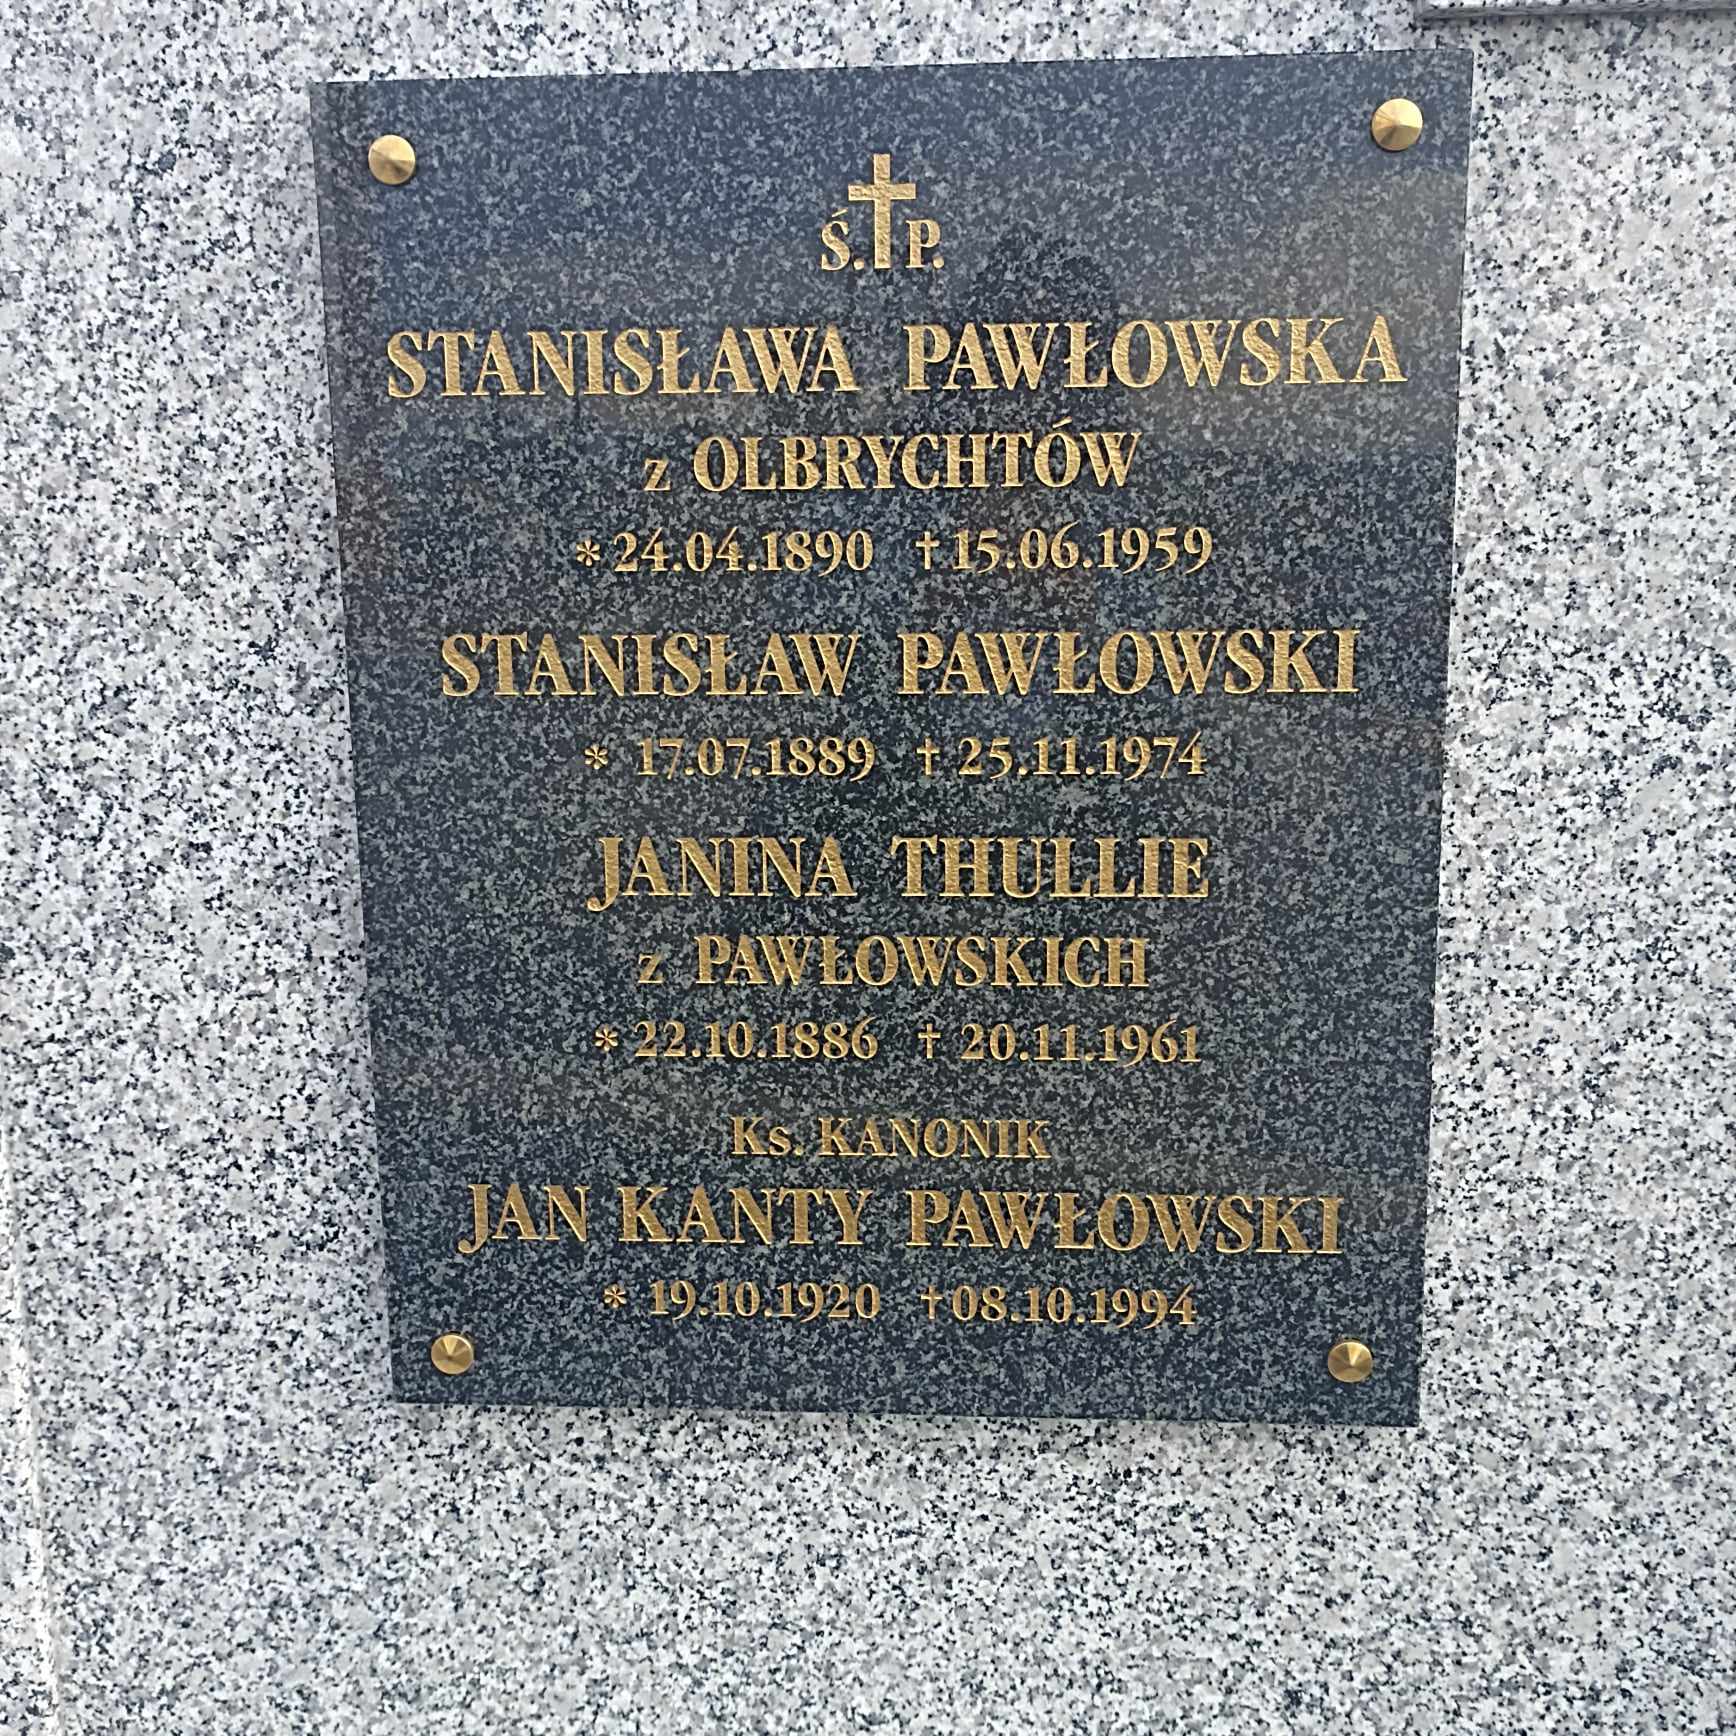 Ś.†P.
STANISŁAWA PAWŁOWSKA
z OLBRYCHTÓW
* 24.04.1890 †15.06.1959
STANISŁAW PAWŁOWSKI
* 17.07.1889 † 25.11.1974
JANINA THULLIE
z PAWŁOWSKICH
* 22.10.1886 † 20.11.1961
Ks. KANONIK
JAN KANTY PAWŁOWSKI
* 19.10.1920 †08.10.1994